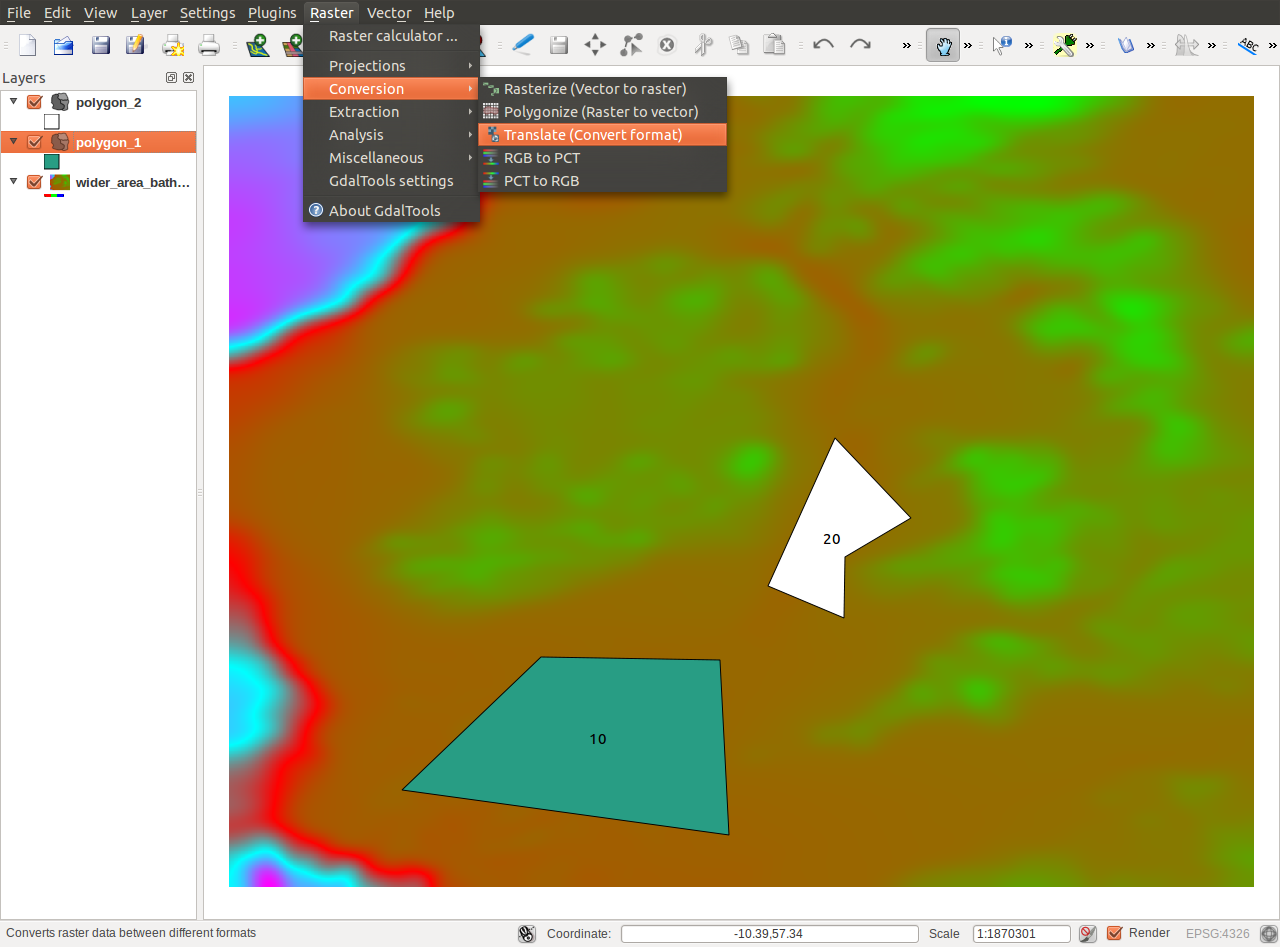 File Edit View Layer Settings Plugins Raster Vector Help
Raster calculator ...
Projections
Conversion
Extraction
Analysis
Miscellaneous
GdalTools settings
About GdalTools
Rasterize (Vector to raster)
Polygonize (Raster to vector)
Translate (Convert format)
RGB to PCT
PCT to RGB
ABC
Layers
polygon_2
polygon_1
wider_area_bath...
20
10
Converts raster data between different formats
Coordinate: -10.39,57.34 Scale 1:1870301 Render EPSG:4326